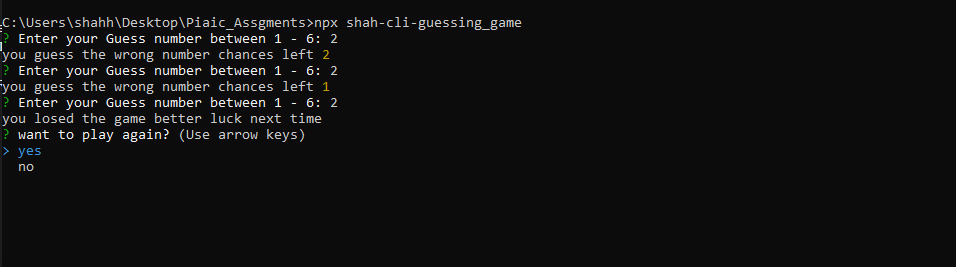 C:\Users\shahh\Desktop\Piaic_Assgments>npx shah-cli-guessing_game
? Enter your Guess number between 1 - 6: 2
you guess the wrong number chances left 2
? Enter your Guess number between 1 - 6: 2
you guess the wrong number chances left 1
? Enter your Guess number between 1 - 6: 2
you losed the game better luck next time
? want to play again? (Use arrow keys)
> yes
  no